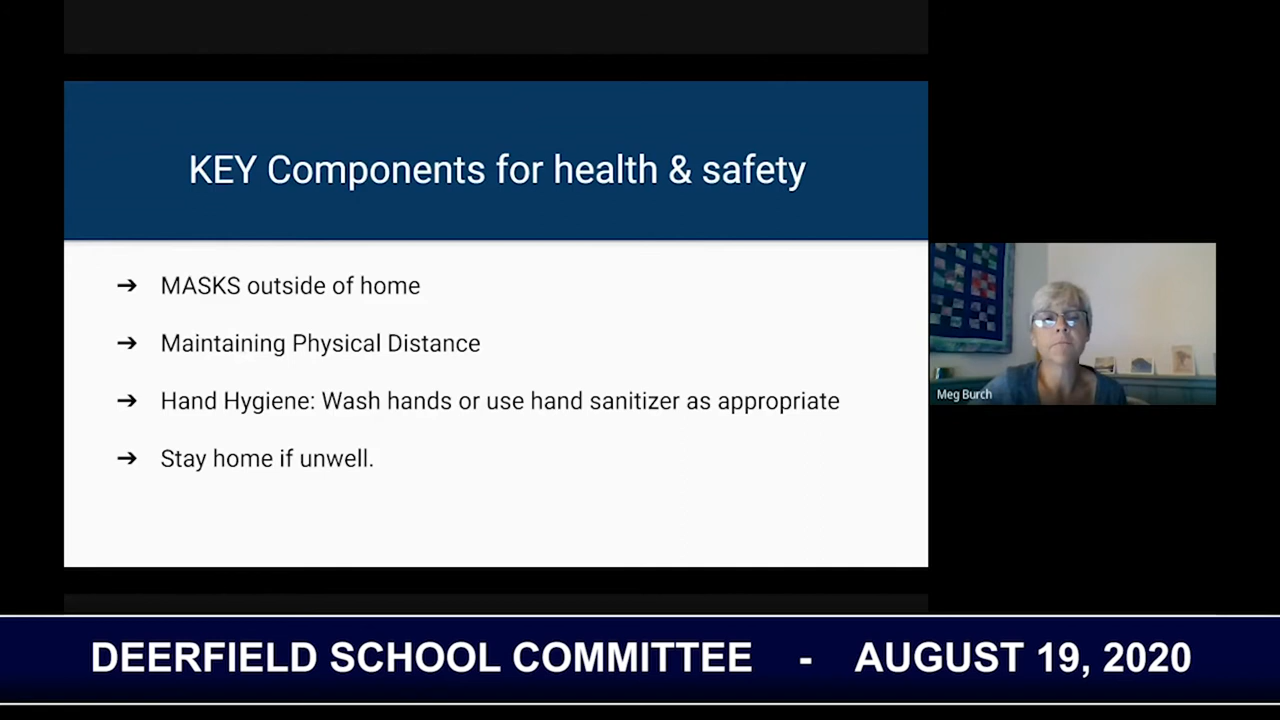 KEY Components for health & safety
➔ MASKS outside of home
➔ Maintaining Physical Distance
➔ Hand Hygiene: Wash hands or use hand sanitizer as appropriate
➔ Stay home if unwell.
Meg Burch
DEERFIELD SCHOOL COMMITTEE - AUGUST 19, 2020